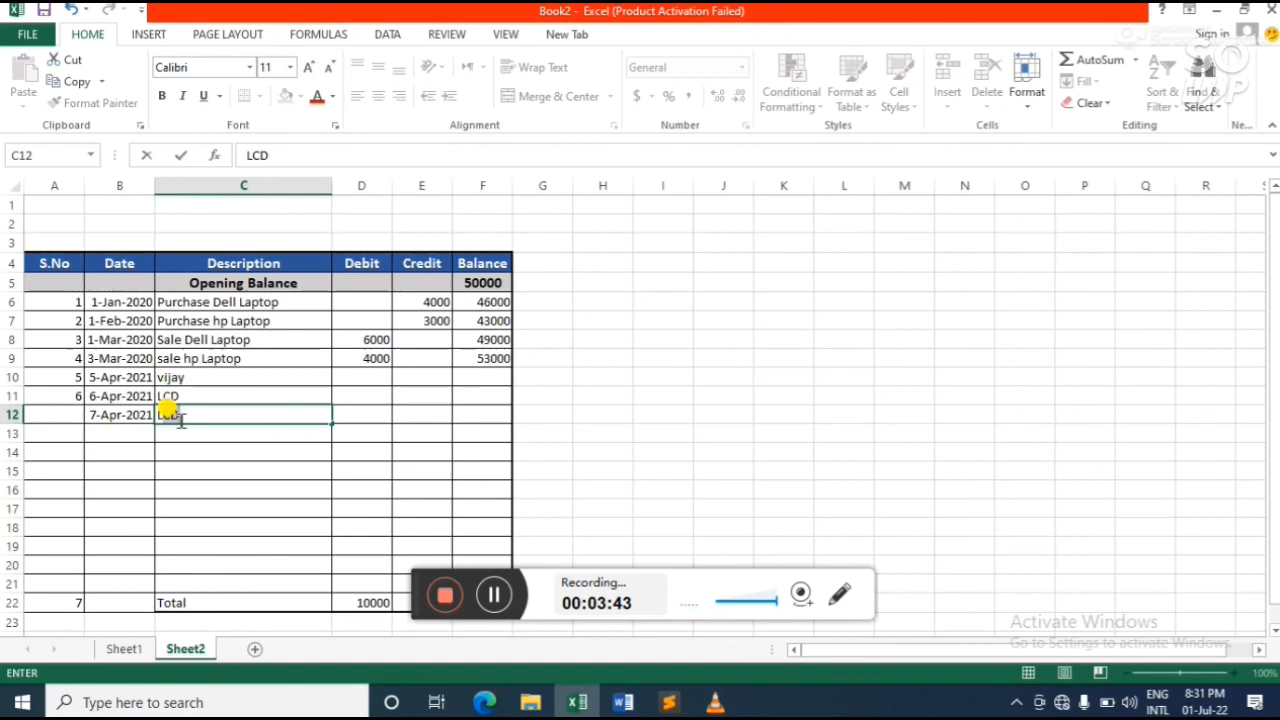 Book2 - Excel (Product Activation Failed)
FILE HOME INSERT PAGE LAYOUT FORMULAS DATA REVIEW VIEW New Tab Sign in
Cut
Copy
Format Painter
Paste
Clipboard
Calibri 11
B I U A
Font
Wrap Text
Merge & Center
Alignment
General
$ % ,
Number
Conditional Formatting
Format as Table
Cell Styles
Styles
Insert Delete Format
Cells
AutoSum
Fill
Clear
Sort & Filter
Find & Select
Editing
Ne...
C12 fx LCD
A B C D E F G H I J K L M N O P Q R
1
2
3
4 S.No Date Description Debit Credit Balance
5 Opening Balance 50000
6 1 1-Jan-2020 Purchase Dell Laptop 4000 46000
7 2 1-Feb-2020 Purchase hp Laptop 3000 43000
8 3 1-Mar-2020 Sale Dell Laptop 6000 49000
9 4 3-Mar-2020 sale hp Laptop 4000 53000
10 5 5-Apr-2021 vijay
11 6 6-Apr-2021 LCD
12 7-Apr-2021 LCD
13
14
15
16
17
18
19
20
21
22 7 Total 10000
23
Recording...
00:03:43
Activate Windows
Go to Settings to activate Windows.
Sheet1 Sheet2
ENTER 100%
Type here to search
ENG
INTL
8:31 PM
01-Jul-22